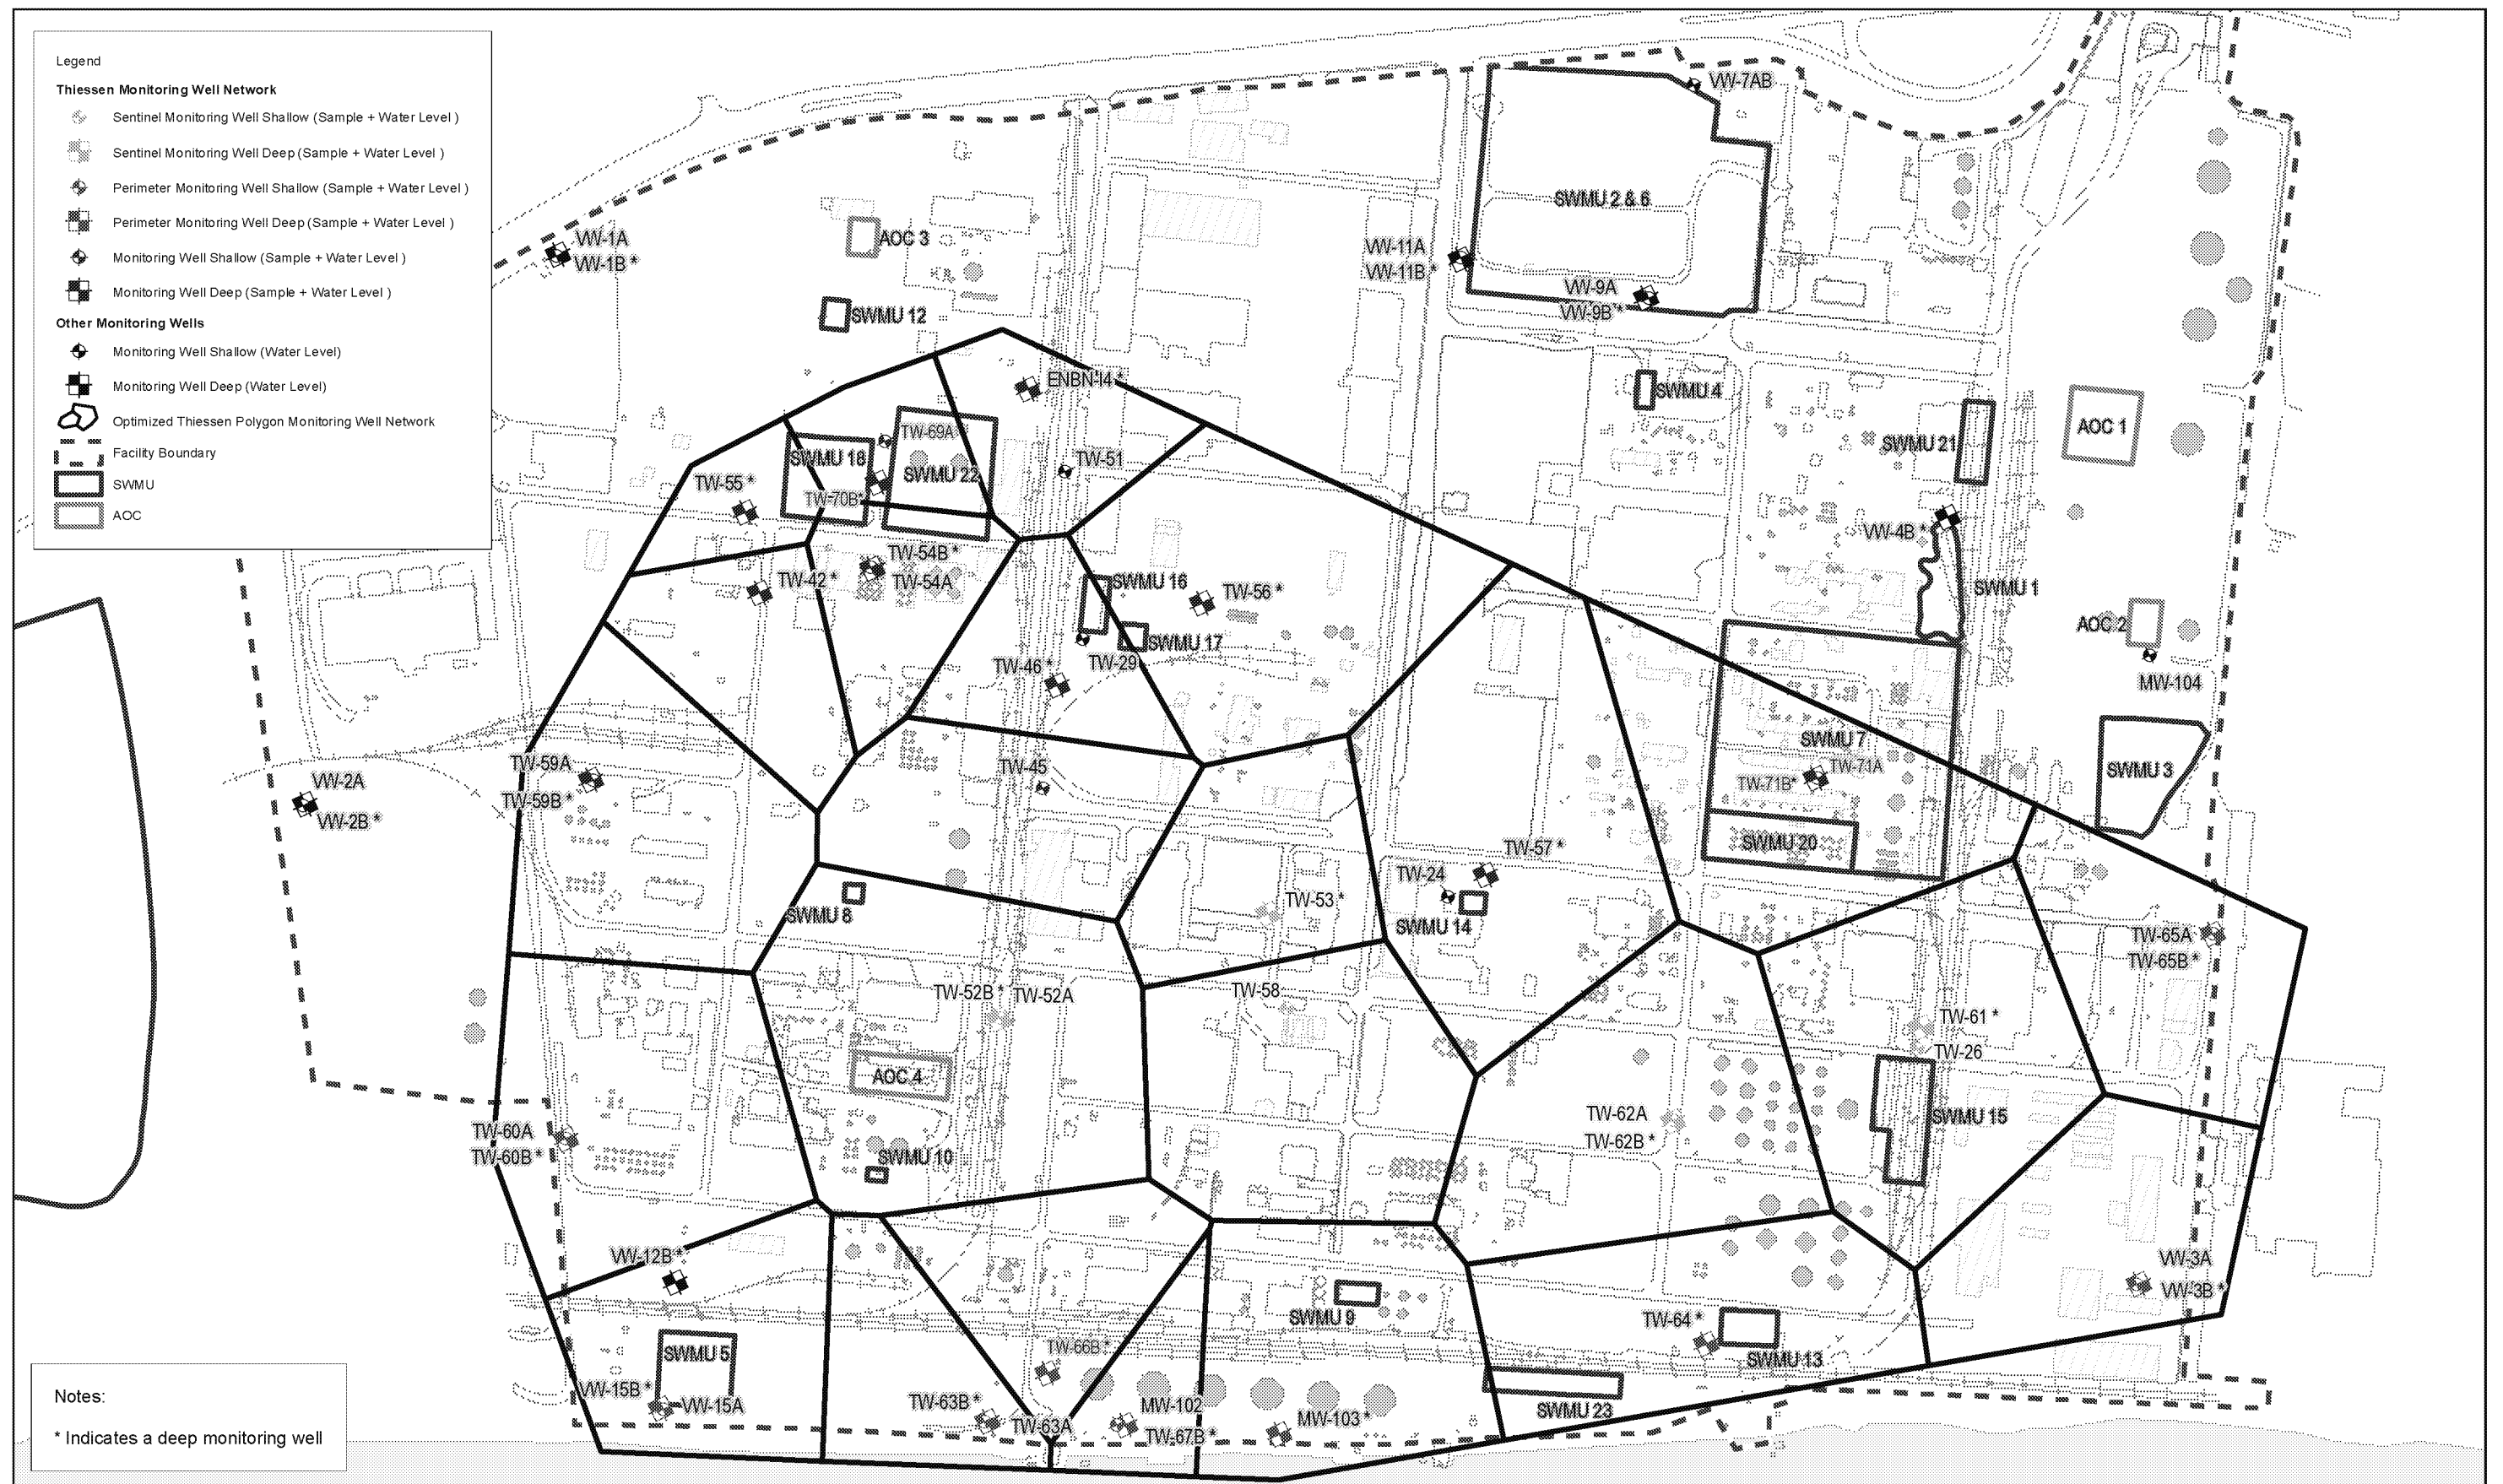 Legend
Thiessen Monitoring Well Network
Sentinel Monitoring Well Shallow (Sample + Water Level )
Sentinel Monitoring Well Deep (Sample + Water Level )
Perimeter Monitoring Well Shallow (Sample + Water Level )
Perimeter Monitoring Well Deep (Sample + Water Level )
Monitoring Well Shallow (Sample + Water Level )
Monitoring Well Deep (Sample + Water Level )
Other Monitoring Wells
Monitoring Well Shallow (Water Level)
Monitoring Well Deep (Water Level)
Optimized Thiessen Polygon Monitoring Well Network
Facility Boundary
SWMU
AOC
VW-7AB
SWMU 2 & 6
VW-1A
VW-1B *
AOC 3
VW-11A
VW-11B *
VW-9A
VW-9B *
SWMU 12
ENBN-I4 *
SWMU 4
AOC 1
TW-69A
SWMU 21
SWMU 18
TW-51
SWMU 22
TW-55 *
TW-70B*
VW-4B *
TW-54B *
TW-42 *
TW-54A
SWMU 16
TW-56 *
SWMU 1
AOC 2
SWMU 17
TW-46 *
TW-29
MW-104
SWMU 7
TW-59A
TW-45
TW-71A
SWMU 3
VW-2A
TW-71B*
TW-59B *
VW-2B *
SWMU 20
TW-57 *
TW-24
TW-53 *
SWMU 8
SWMU 14
TW-65A
TW-65B *
TW-52B *
TW-52A
TW-58
TW-61 *
TW-26
AOC 4
TW-62A
SWMU 15
TW-60A
TW-62B *
TW-60B *
SWMU 10
VW-12B *
VW-3A
VW-3B *
SWMU 9
TW-64 *
TW-66B *
SWMU 5
SWMU 13
VW-15B *
VW-15A
TW-63B *
MW-102
SWMU 23
TW-63A
MW-103 *
TW-67B *
Notes:
* Indicates a deep monitoring well